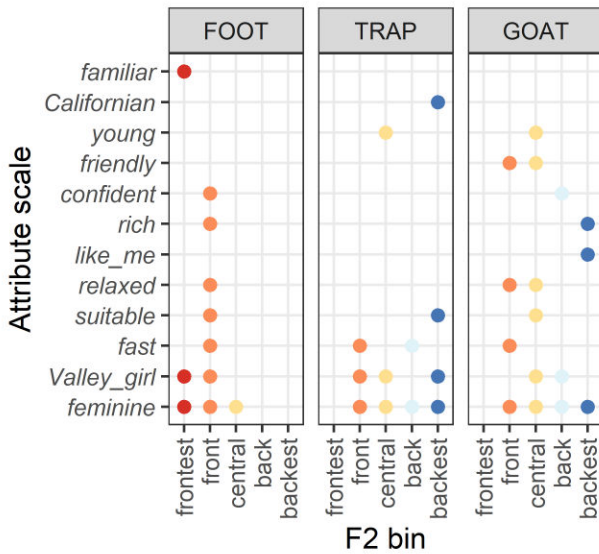 FOOT TRAP GOAT
Attribute scale
familiar
Californian
young
friendly
confident
rich
like_me
relaxed
suitable
fast
Valley_girl
feminine
frontest front central back backest frontest front central back backest frontest front central back backest
F2 bin